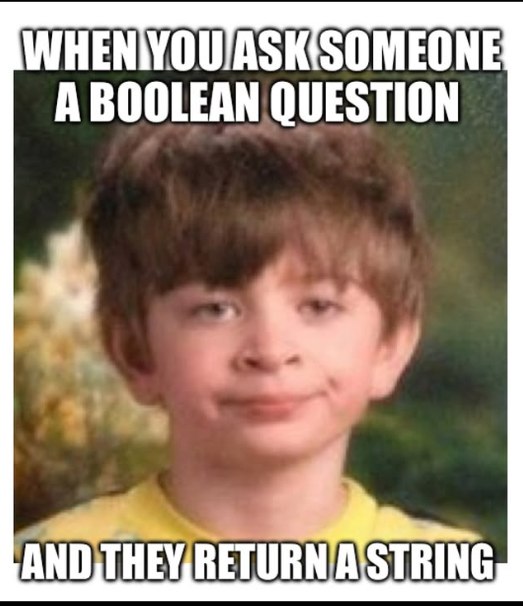 WHEN YOU ASK SOMEONE
A BOOLEAN QUESTION
AND THEY RETURN A STRING